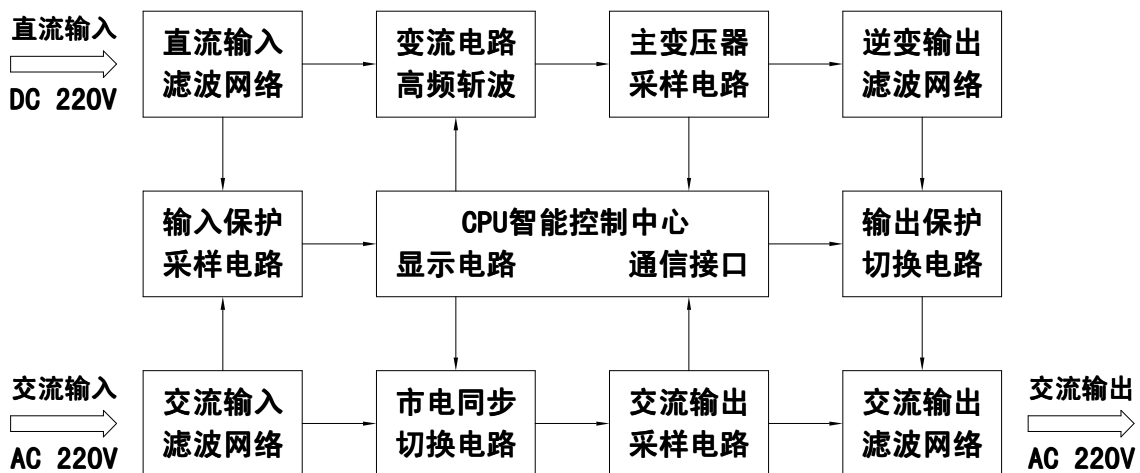 直流输入
DC 220V
直流输入
滤波网络
变流电路
高频斩波
主变压器
采样电路
逆变输出
滤波网络
输入保护
采样电路
CPU智能控制中心
显示电路 通信接口
输出保护
切换电路
交流输入
AC 220V
交流输入
滤波网络
市电同步
切换电路
交流输出
采样电路
交流输出
滤波网络
交流输出
AC 220V